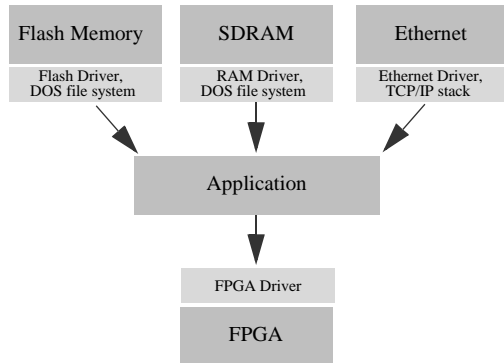 Flash Memory
Flash Driver,
DOS file system
SDRAM
RAM Driver,
DOS file system
Ethernet
Ethernet Driver,
TCP/IP stack
Application
FPGA Driver
FPGA